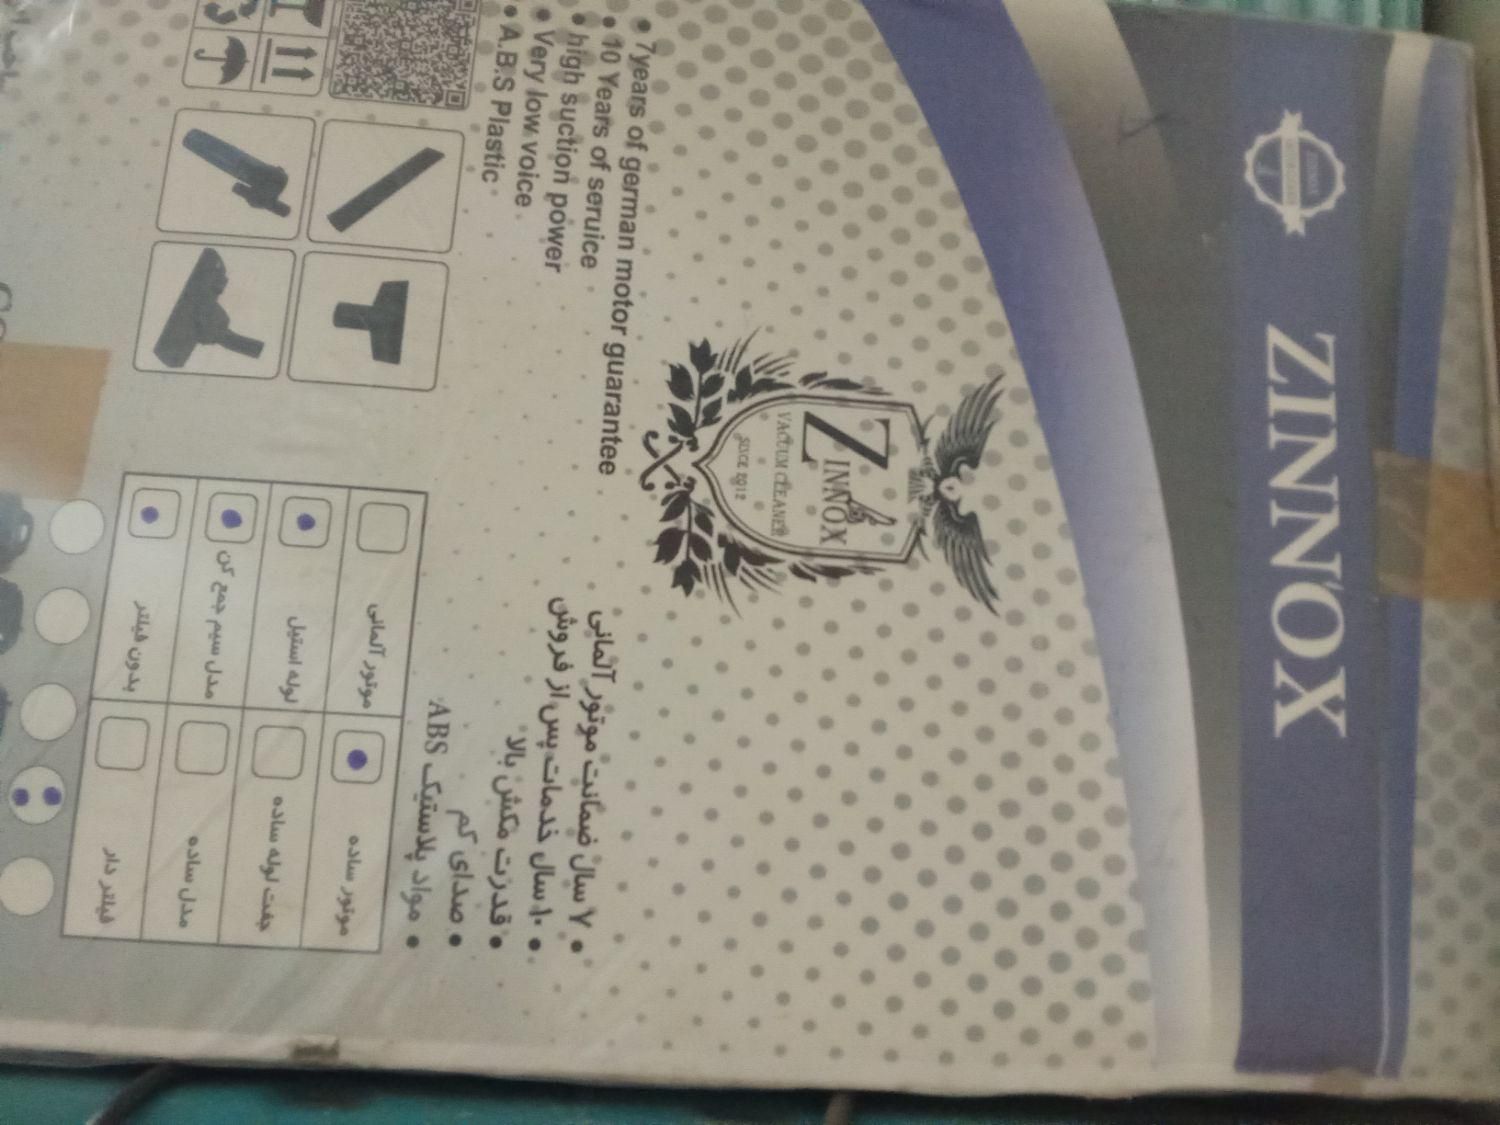 ZINNOX
ZINNOX
VACUUM CLEANER
SINCE 2012
• 7years of german motor guarantee
• 10 Years of seruice
• high suction power
• Very low voice
• A.B.S Plastic
• ۷ سال ضمانت موتور آلمانی
• ۱۰ سال خدمات پس از فروش
• قدرت مکش بالا
• صدای کم
• مواد پلاستیک ABS
موتور ساده
موتور آلمانی
جفت لوله ساده
لوله استیل
مدل ساده
مدل سیم جمع کن
فیلتر دار
بدون فیلتر